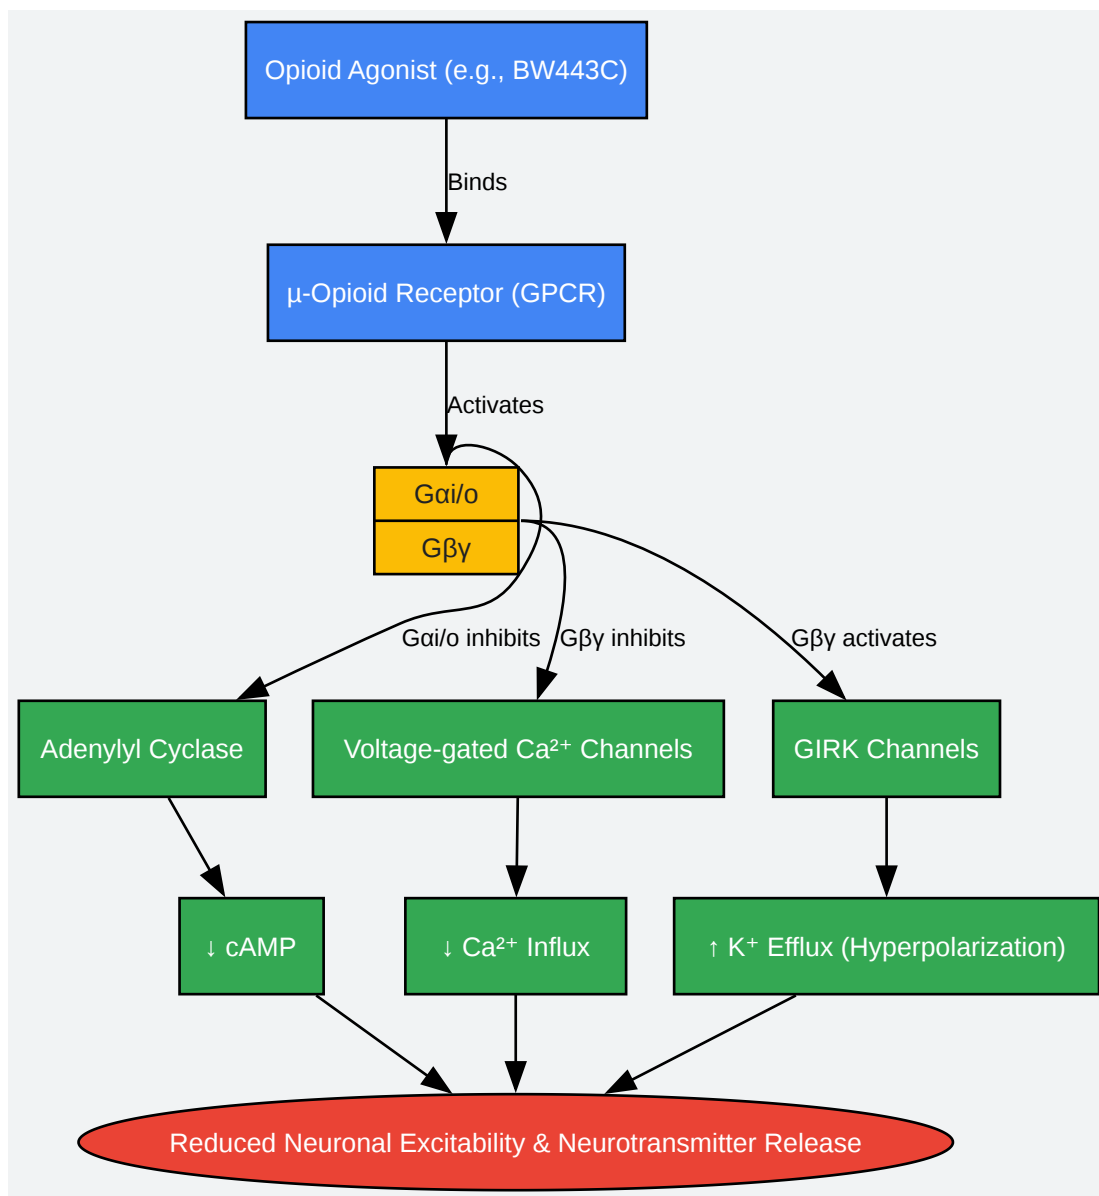 Opioid Agonist (e.g., BW443C)
Binds
µ-Opioid Receptor (GPCR)
Activates
Gαi/o
Gβγ
Gαi/o inhibits
Gβγ inhibits
Gβγ activates
Adenylyl Cyclase
Voltage-gated Ca²⁺ Channels
GIRK Channels
↓ cAMP
↓ Ca²⁺ Influx
↑ K⁺ Efflux (Hyperpolarization)
Reduced Neuronal Excitability & Neurotransmitter Release